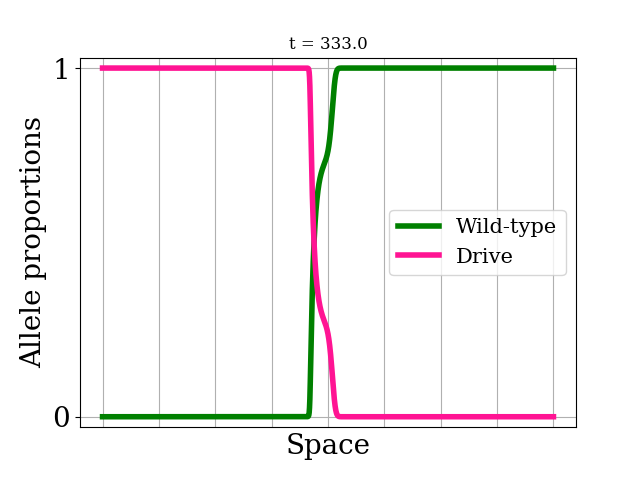 t = 333.0
1
Allele proportions
Wild-type
Drive
0
Space